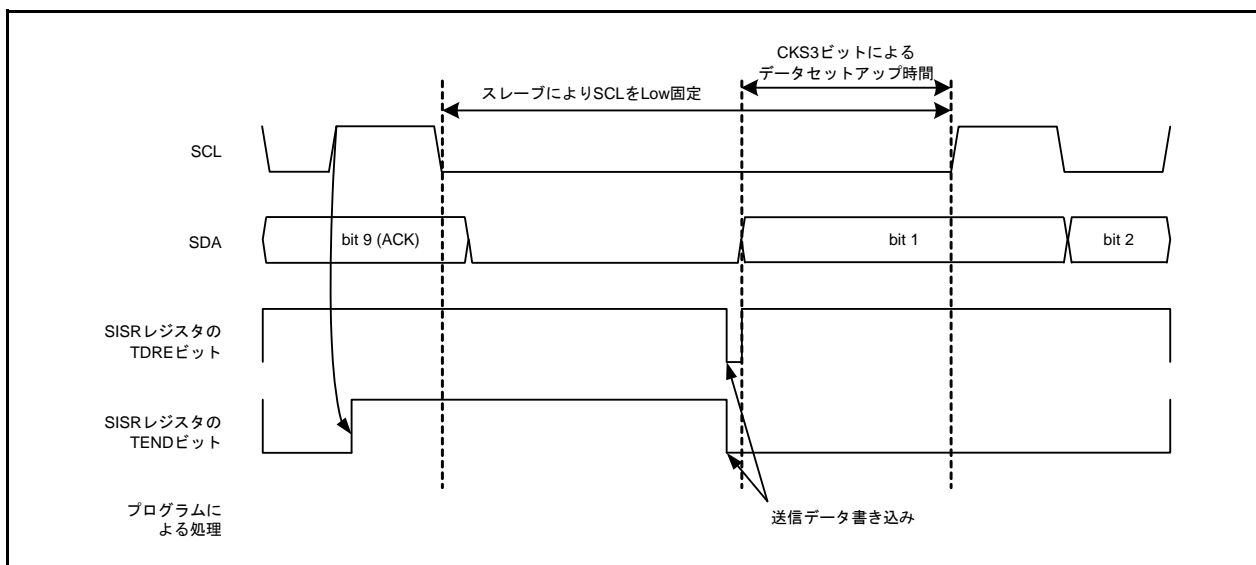 CKS3ビットによる
データセットアップ時間
スレーブによりSCLをLow固定
SCL
SDA
bit 9 (ACK)
bit 1
bit 2
SISRレジスタの
TDREビット
SISRレジスタの
TENDビット
プログラムに
よる処理
送信データ書き込み